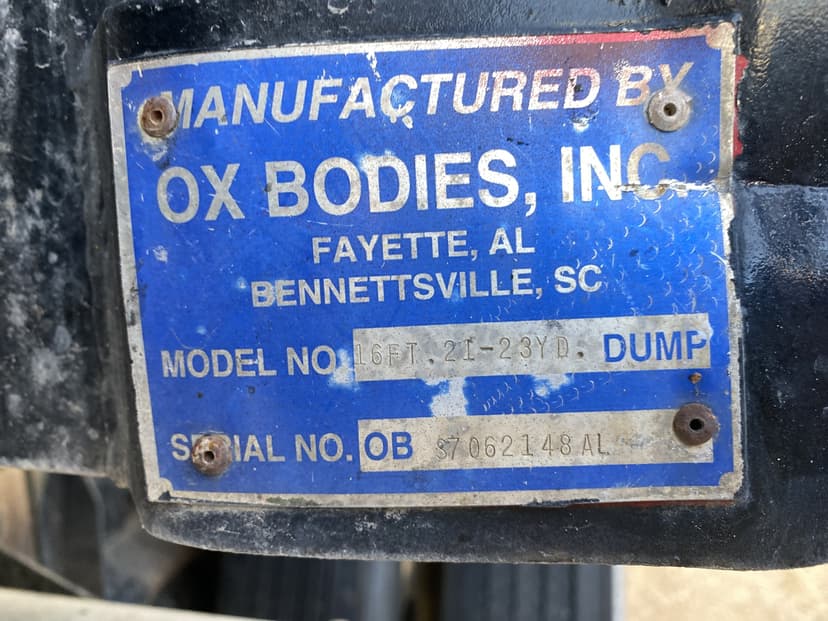 MANUFACTURED BY
OX BODIES, INC.
FAYETTE, AL
BENNETTSVILLE, SC
MODEL NO. 16FT.21-23YD. DUMP
SERIAL NO. OB 37062148AL